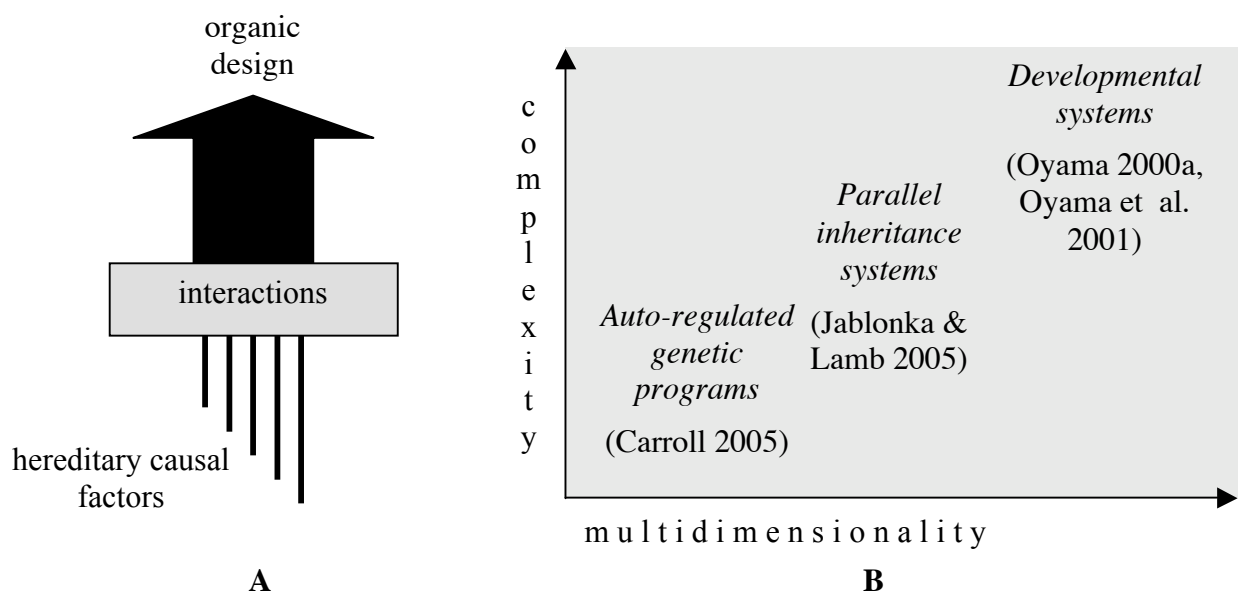 organic
design
interactions
hereditary causal
factors
A
c
o
m
p
l
e
x
i
t
y
Developmental
systems
(Oyama 2000a,
Oyama et al.
2001)
Parallel
inheritance
systems
(Jablonka &
Lamb 2005)
Auto-regulated
genetic
programs
(Carroll 2005)
m u l t i d i m e n s i o n a l i t y
B